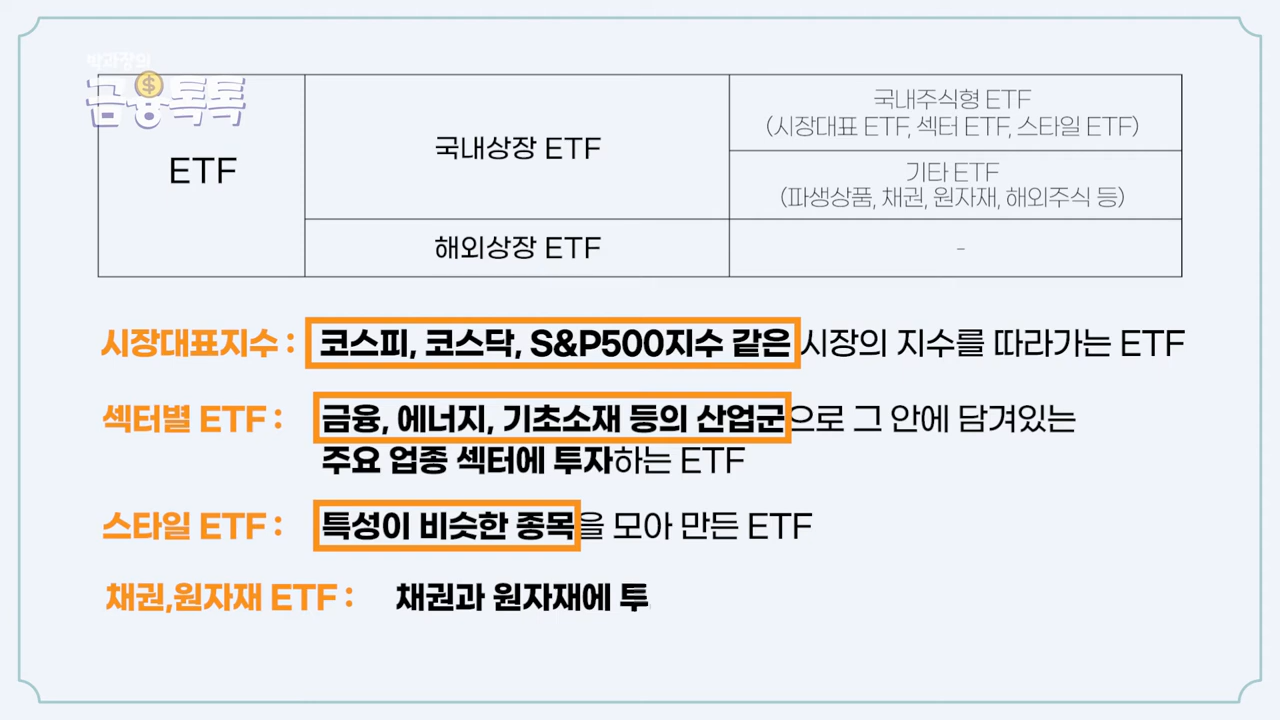 박과장의
금융톡톡
ETF
국내상장 ETF
국내주식형 ETF
(시장대표 ETF, 섹터 ETF, 스타일 ETF)
기타 ETF
(파생상품, 채권, 원자재, 해외주식 등)
해외상장 ETF
-
시장대표지수 : 코스피, 코스닥, S&P500지수 같은 시장의 지수를 따라가는 ETF
섹터별 ETF : 금융, 에너지, 기초소재 등의 산업군으로 그 안에 담겨있는
주요 업종 섹터에 투자하는 ETF
스타일 ETF : 특성이 비슷한 종목을 모아 만든 ETF
채권,원자재 ETF : 채권과 원자재에 투